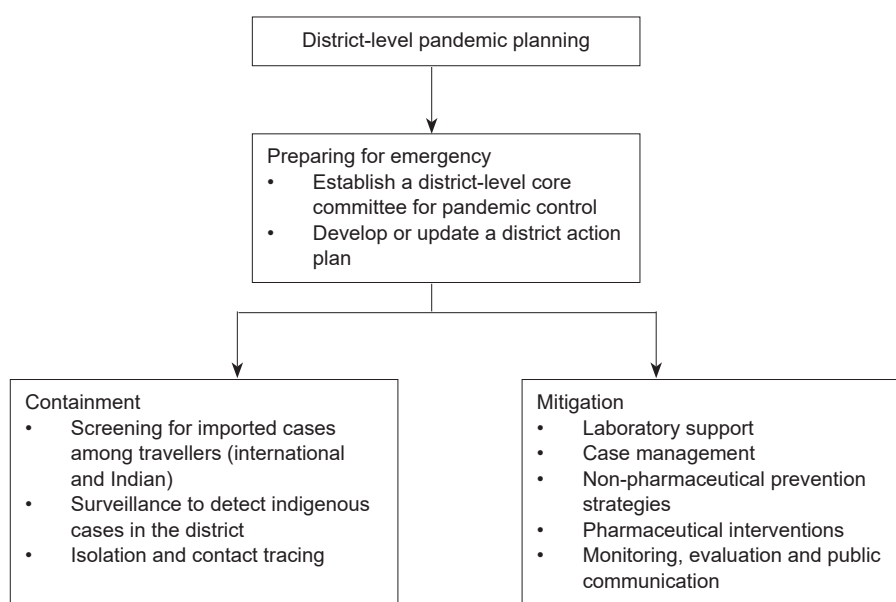 District-level pandemic planning
Preparing for emergency
• Establish a district-level core
committee for pandemic control
• Develop or update a district action
plan
Containment
• Screening for imported cases
among travellers (international
and Indian)
• Surveillance to detect indigenous
cases in the district
• Isolation and contact tracing
Mitigation
• Laboratory support
• Case management
• Non-pharmaceutical prevention
strategies
• Pharmaceutical interventions
• Monitoring, evaluation and public
communication